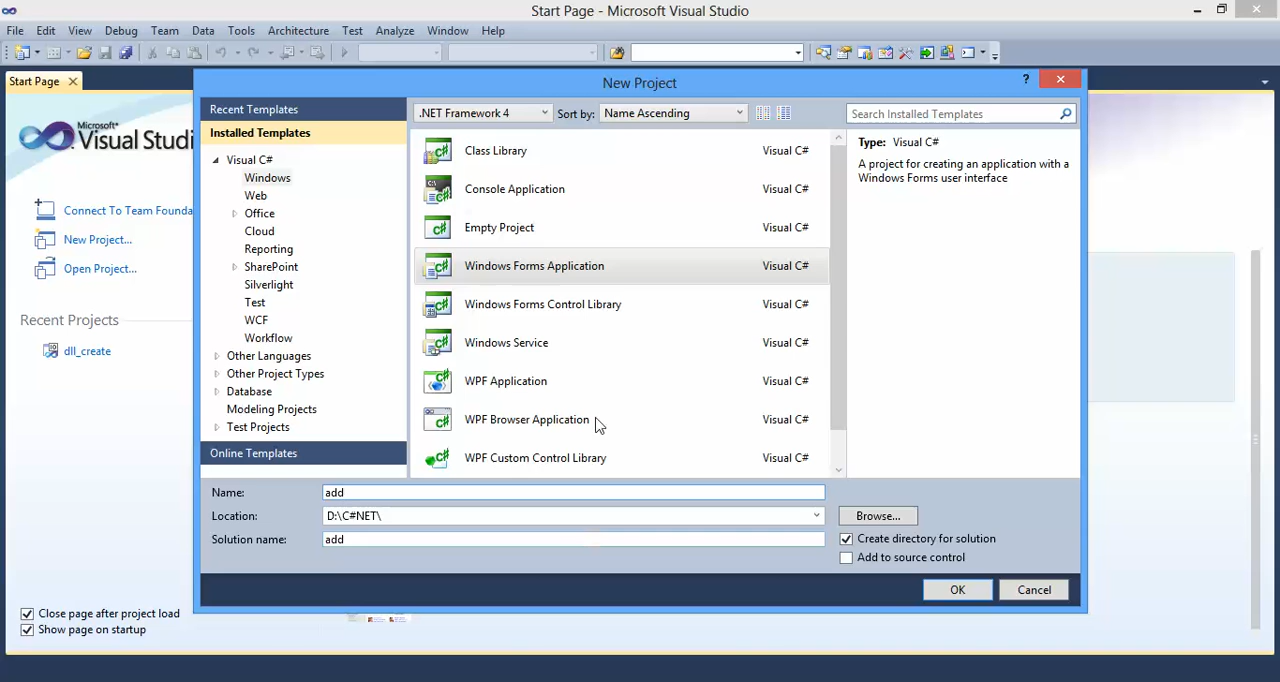 Start Page - Microsoft Visual Studio
File Edit View Debug Team Data Tools Architecture Test Analyze Window Help
Start Page
New Project
Microsoft
Visual Studi
Connect To Team Founda
New Project...
Open Project...
Recent Projects
dll_create
Close page after project load
Show page on startup
Recent Templates
Installed Templates
Visual C#
Windows
Web
Office
Cloud
Reporting
SharePoint
Silverlight
Test
WCF
Workflow
Other Languages
Other Project Types
Database
Modeling Projects
Test Projects
Online Templates
.NET Framework 4 Sort by: Name Ascending
Class Library Visual C#
Console Application Visual C#
Empty Project Visual C#
Windows Forms Application Visual C#
Windows Forms Control Library Visual C#
Windows Service Visual C#
WPF Application Visual C#
WPF Browser Application Visual C#
WPF Custom Control Library Visual C#
Search Installed Templates
Type: Visual C#
A project for creating an application with a
Windows Forms user interface
Name: add
Location: D:\C#NET\ Browse...
Solution name: add
Create directory for solution
Add to source control
OK Cancel